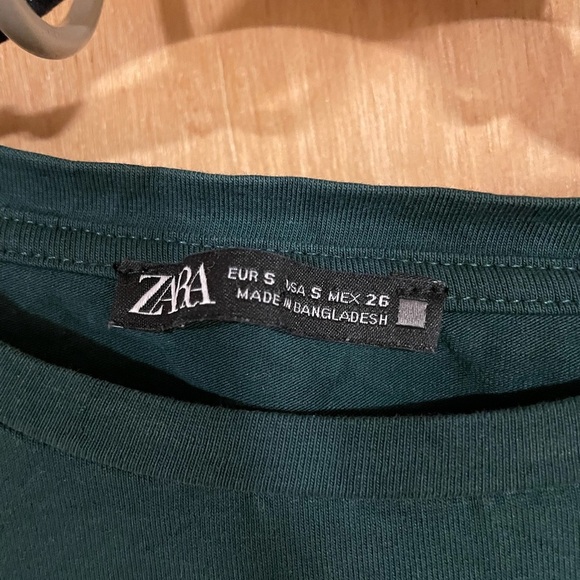 ZARA
EUR S USA S MEX 26
MADE IN BANGLADESH